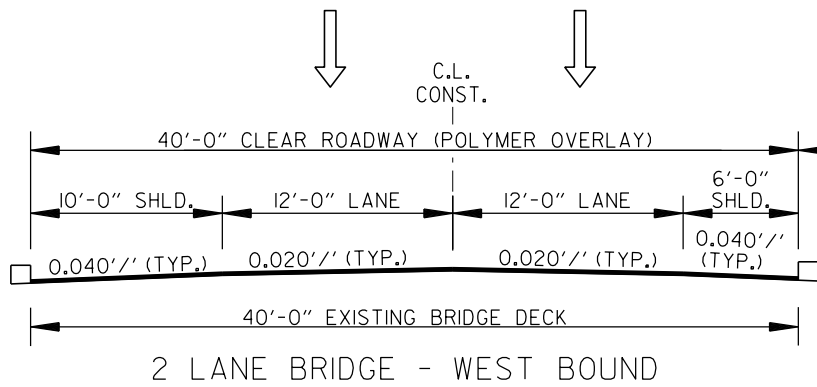 C.L.
CONST.
40'-0" CLEAR ROADWAY (POLYMER OVERLAY)
10'-0" SHLD.
12'-0" LANE
12'-0" LANE
6'-0"
SHLD.
0.040'/' (TYP.)
0.020'/' (TYP.)
0.020'/' (TYP.)
0.040'/'
(TYP.)
40'-0" EXISTING BRIDGE DECK
2 LANE BRIDGE - WEST BOUND